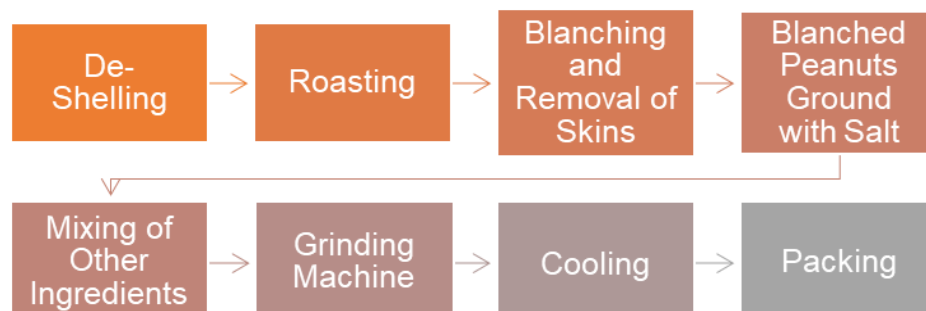 De-
Shelling
Roasting
Blanching
and
Removal of
Skins
Blanched
Peanuts
Ground
with Salt
Mixing of
Other
Ingredients
Grinding
Machine
Cooling
Packing